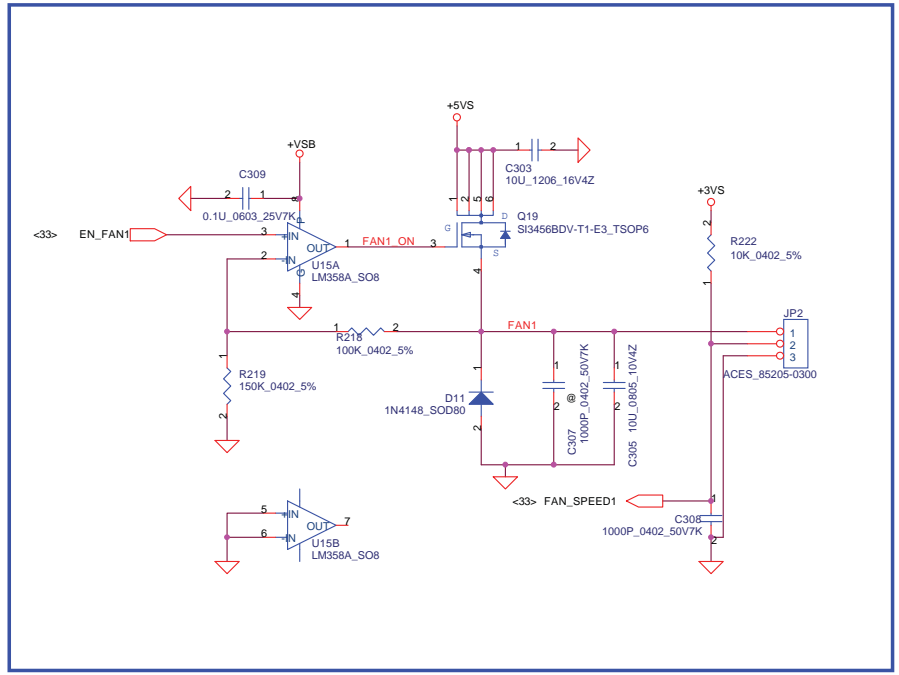 +5VS
+VSB
C309
2 1
0.1U_0603_25V7K
8
P
1 2
C303
10U_1206_16V4Z
+3VS
<33> EN_FAN1
3 +IN
2 -IN
OUT
1 FAN1_ON
G
4
U15A
LM358A_SO8
1
2
5
6
D
G
S
3
4
Q19
SI3456BDV-T1-E3_TSOP6
2
R222
10K_0402_5%
1
1 2
R218
100K_0402_5%
FAN1
JP2
1
2
3
ACES_85205-0300
1
R219
150K_0402_5%
2
1
D11
1N4148_SOD80
2
1
@
2
C307
1000P_0402_50V7K
1
2
C305 10U_0805_10V4Z
<33> FAN_SPEED1
1
C308
1000P_0402_50V7K
2
5 +IN
6 -IN
OUT
7
U15B
LM358A_SO8